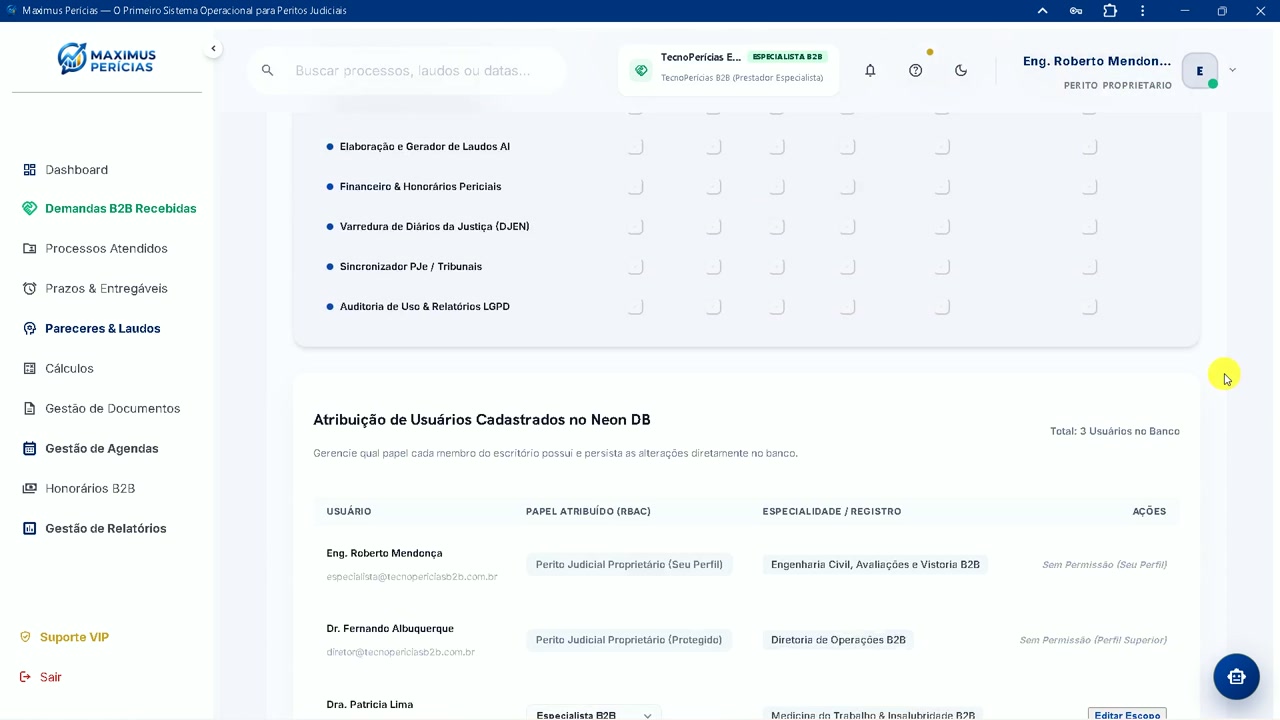 Maximus Perícias — O Primeiro Sistema Operacional para Peritos Judiciais
MAXIMUS
PERÍCIAS
Buscar processos, laudos ou datas...
TecnoPerícias E... ESPECIALISTA B2B
TecnoPerícias B2B (Prestador Especialista)
Eng. Roberto Mendon...
PERITO PROPRIETARIO
E
Dashboard
Demandas B2B Recebidas
Processos Atendidos
Prazos & Entregáveis
Pareceres & Laudos
Cálculos
Gestão de Documentos
Gestão de Agendas
Honorários B2B
Gestão de Relatórios
Suporte VIP
Sair
Elaboração e Gerador de Laudos AI
Financeiro & Honorários Periciais
Varredura de Diários da Justiça (DJEN)
Sincronizador PJe / Tribunais
Auditoria de Uso & Relatórios LGPD
Atribuição de Usuários Cadastrados no Neon DB
Total: 3 Usuários no Banco
Gerencie qual papel cada membro do escritório possui e persista as alterações diretamente no banco.
USUÁRIO PAPEL ATRIBUÍDO (RBAC) ESPECIALIDADE / REGISTRO AÇÕES
Eng. Roberto Mendonça
especialista@tecnopericiasb2b.com.br
Perito Judicial Proprietário (Seu Perfil)
Engenharia Civil, Avaliações e Vistoria B2B
Sem Permissão (Seu Perfil)
Dr. Fernando Albuquerque
diretor@tecnopericiasb2b.com.br
Perito Judicial Proprietário (Protegido)
Diretoria de Operações B2B
Sem Permissão (Perfil Superior)
Dra. Patricia Lima
Especialista B2B
Medicina do Trabalho & Insalubridade B2B
Editar Escopo